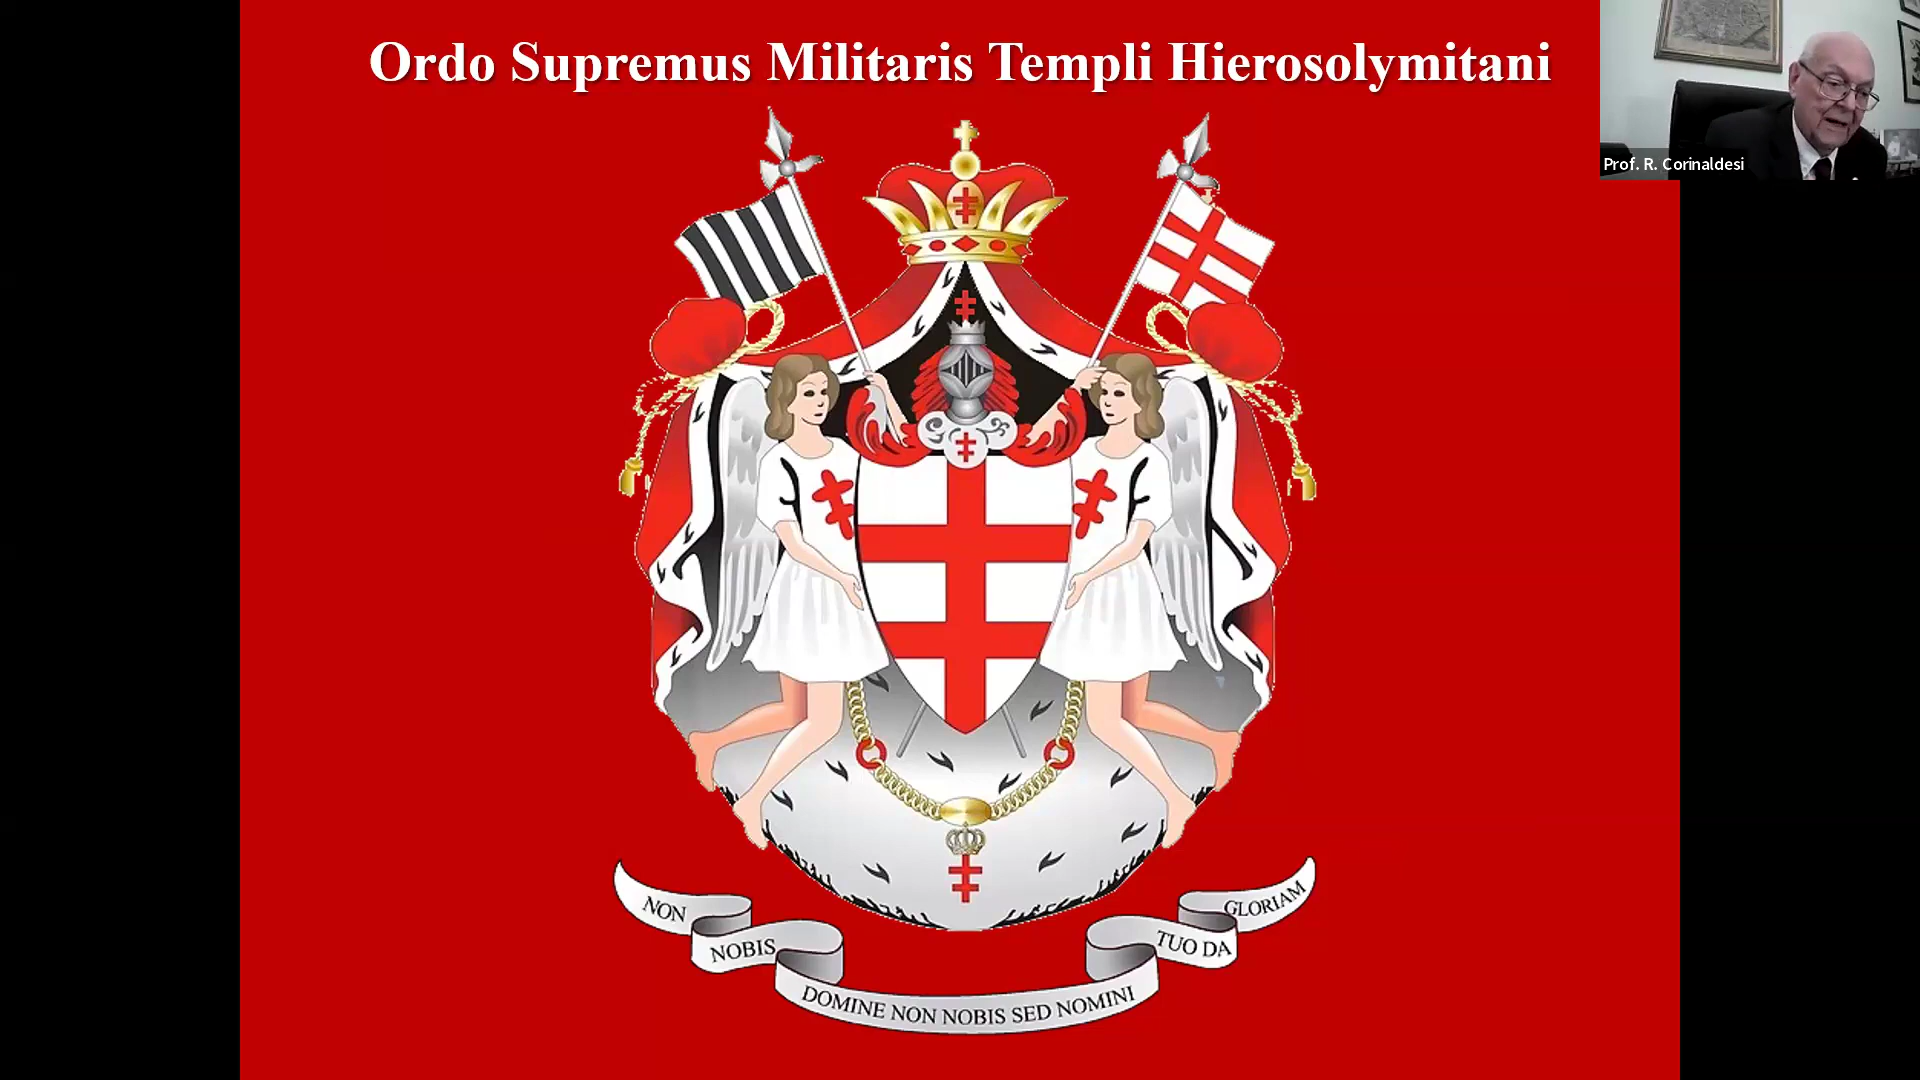 Ordo Supremus Militaris Templi Hierosolymitani
Prof. R. Corinaldesi
NON
NOBIS
DOMINE NON NOBIS SED NOMINI
TUO DA
GLORIAM